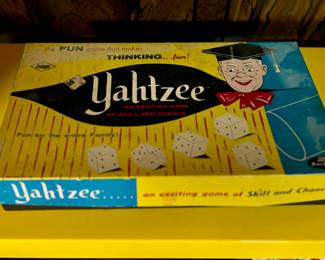 the FUN game that makes
THINKING...fun!
Yahtzee
AN EXCITING GAME
OF SKILL AND CHANCE
Fun for the entire Family!
Yahtzee..... an exciting game of Skill and Chan